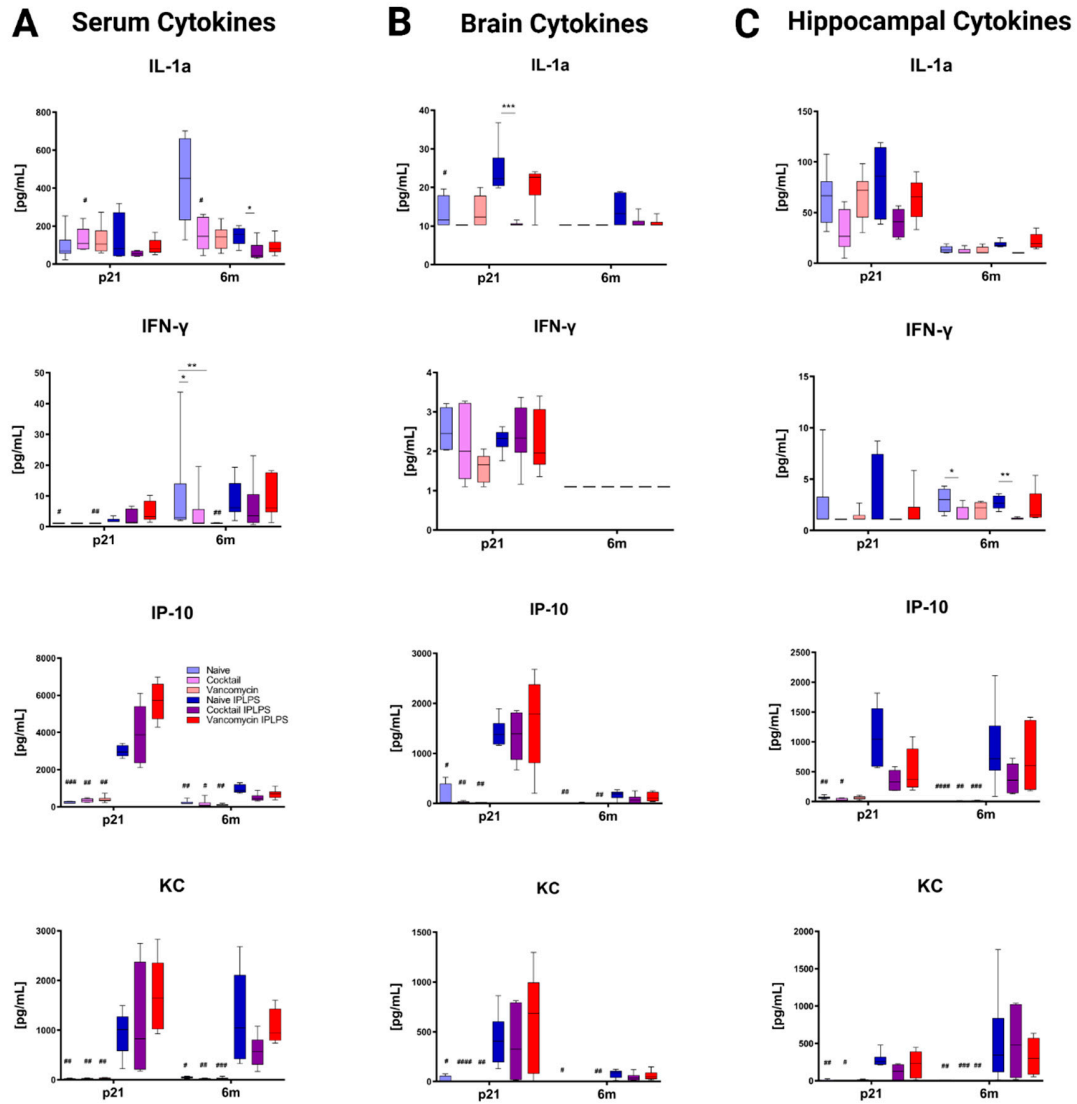 A Serum Cytokines
B Brain Cytokines
C Hippocampal Cytokines
IL-1a
[pg/mL]
800
600
400
200
0
#
#
*
p21
6m
IL-1a
[pg/mL]
40
30
20
10
0
#
***
p21
6m
IL-1a
[pg/mL]
150
100
50
0
p21
6m
IFN-γ
[pg/mL]
50
40
30
20
10
0
#
##
**
*
##
p21
6m
IFN-γ
[pg/mL]
4
3
2
1
0
p21
6m
IFN-γ
[pg/mL]
15
10
5
0
*
**
p21
6m
IP-10
[pg/mL]
8000
6000
4000
2000
0
Naive
Cocktail
Vancomycin
Naive IPLPS
Cocktail IPLPS
Vancomycin IPLPS
###
##
##
##
#
##
p21
6m
IP-10
[pg/mL]
3000
2000
1000
0
#
##
##
##
##
p21
6m
IP-10
[pg/mL]
2500
2000
1500
1000
500
0
##
#
####
##
###
p21
6m
KC
[pg/mL]
3000
2000
1000
0
##
##
##
#
##
###
p21
6m
KC
[pg/mL]
1500
1000
500
0
#
####
##
#
##
p21
6m
KC
[pg/mL]
2000
1500
1000
500
0
##
#
##
###
##
p21
6m